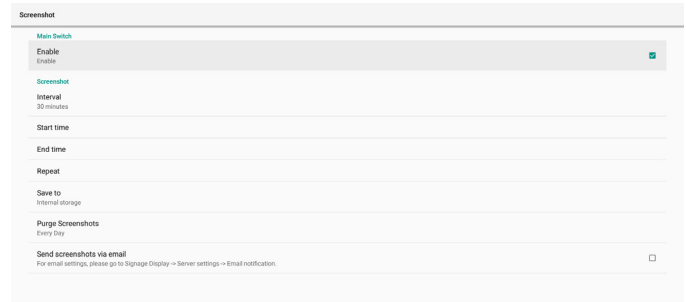 Screenshot
Main Switch
Enable
Enable
Screenshot
Interval
30 minutes
Start time
End time
Repeat
Save to
Internal storage
Purge Screenshots
Every Day
Send screenshots via email
For email settings, please go to Signage Display -> Server settings -> Email notification.